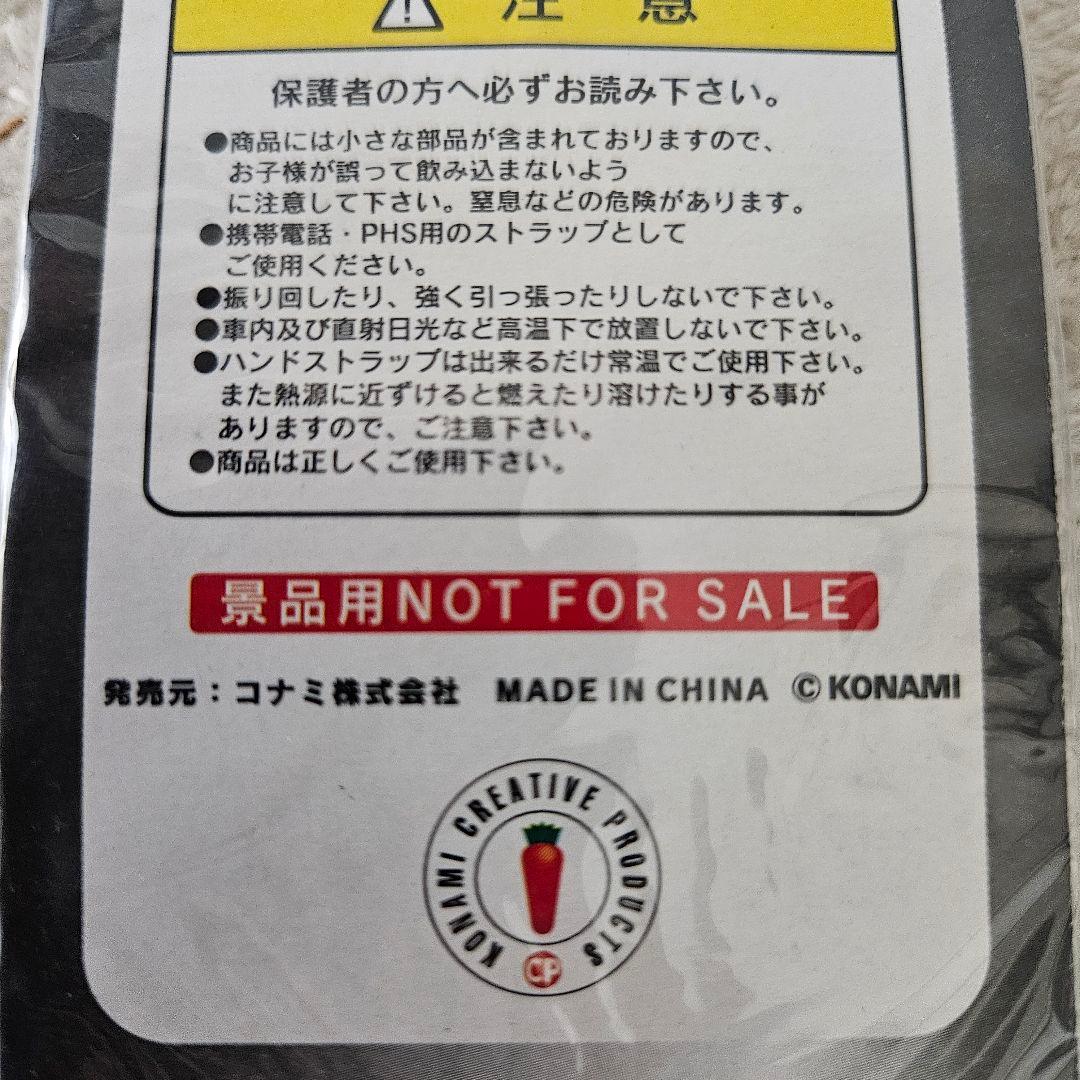 注 意
保護者の方へ必ずお読み下さい。
●商品には小さな部品が含まれておりますので、
お子様が誤って飲み込まないよう
に注意して下さい。窒息などの危険があります。
●携帯電話・PHS用のストラップとして
ご使用ください。
●振り回したり、強く引っ張ったりしないで下さい。
●車内及び直射日光など高温下で放置しないで下さい。
●ハンドストラップは出来るだけ常温でご使用下さい。
また熱源に近ずけると燃えたり溶けたりする事が
ありますので、ご注意下さい。
●商品は正しくご使用下さい。
景品用NOT FOR SALE
発売元：コナミ株式会社 MADE IN CHINA ©KONAMI
KONAMI CREATIVE PRODUCTS
CP